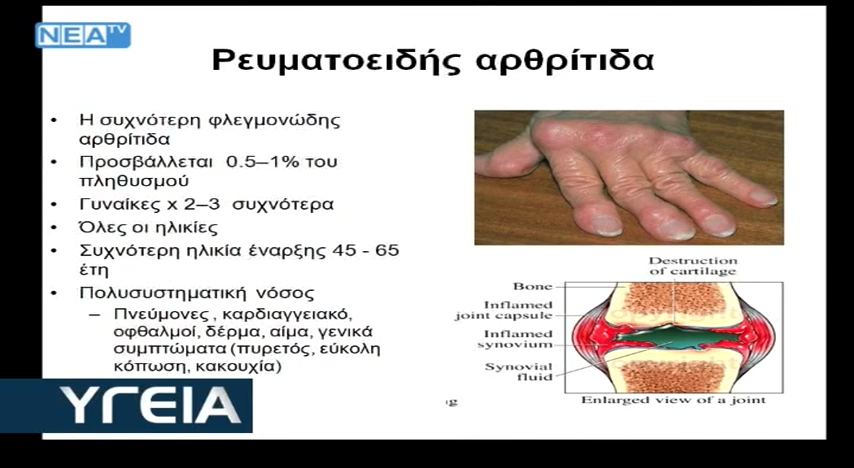 NEA TV
Ρευματοειδής αρθρίτιδα
• Η συχνότερη φλεγμονώδης
αρθρίτιδα
• Προσβάλλεται 0.5–1% του
πληθυσμού
• Γυναίκες x 2–3 συχνότερα
• Όλες οι ηλικίες
• Συχνότερη ηλικία έναρξης 45 - 65
έτη
• Πολυσυστηματική νόσος
– Πνεύμονες , καρδιαγγειακό,
οφθαλμοί, δέρμα, αίμα, γενικά
συμπτώματα (πυρετός, εύκολη
κόπωση, κακουχία)
Destruction
of cartilage
Bone
Inflamed
joint capsule
Inflamed
synovium
Synovial
fluid
Enlarged view of a joint
ΥΓΕΙΑ